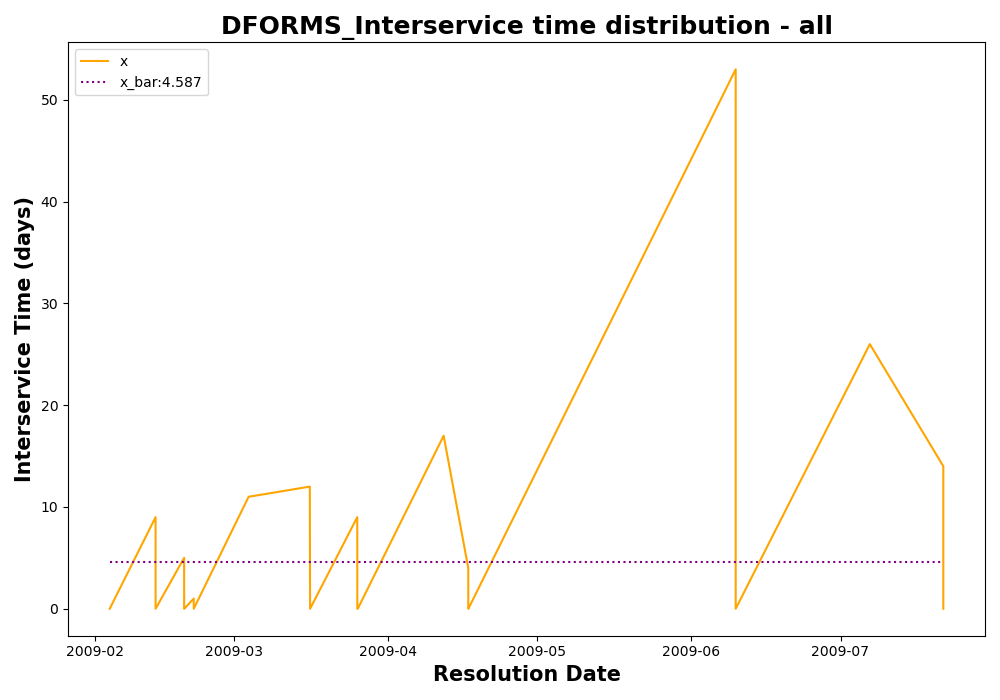 DFORMS_Interservice time distribution - all
x
x_bar:4.587
Interservice Time (days)
50
40
30
20
10
0
2009-02
2009-03
2009-04
2009-05
2009-06
2009-07
Resolution Date